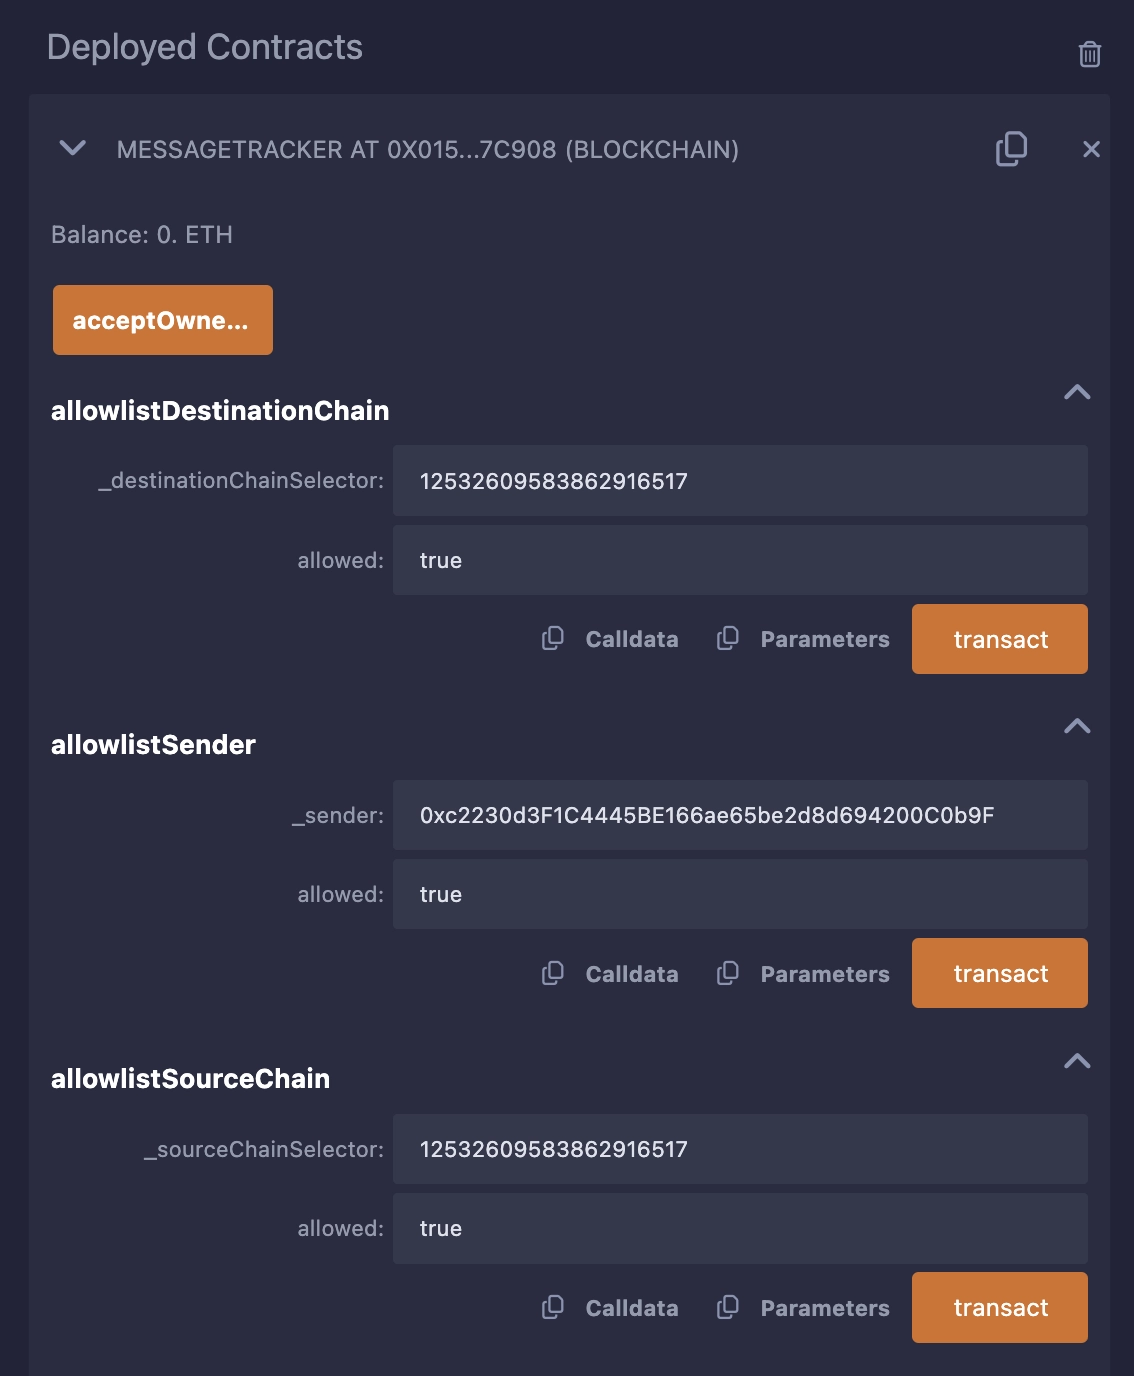 Deployed Contracts
MESSAGETRACKER AT 0X015...7C908 (BLOCKCHAIN)
Balance: 0. ETH
acceptOwne...
allowlistDestinationChain
_destinationChainSelector: 12532609583862916517
allowed: true
Calldata Parameters transact
allowlistSender
_sender: 0xc2230d3F1C4445BE166ae65be2d8d694200C0b9F
allowed: true
Calldata Parameters transact
allowlistSourceChain
_sourceChainSelector: 12532609583862916517
allowed: true
Calldata Parameters transact